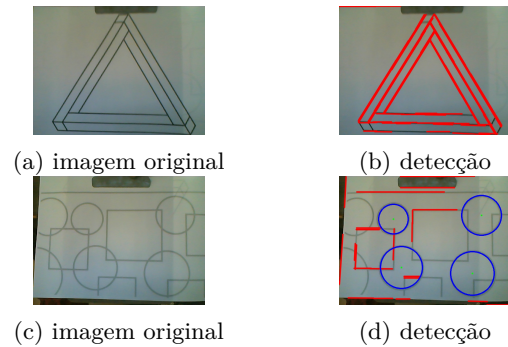 (a) imagem original
(b) detecção
(c) imagem original
(d) detecção